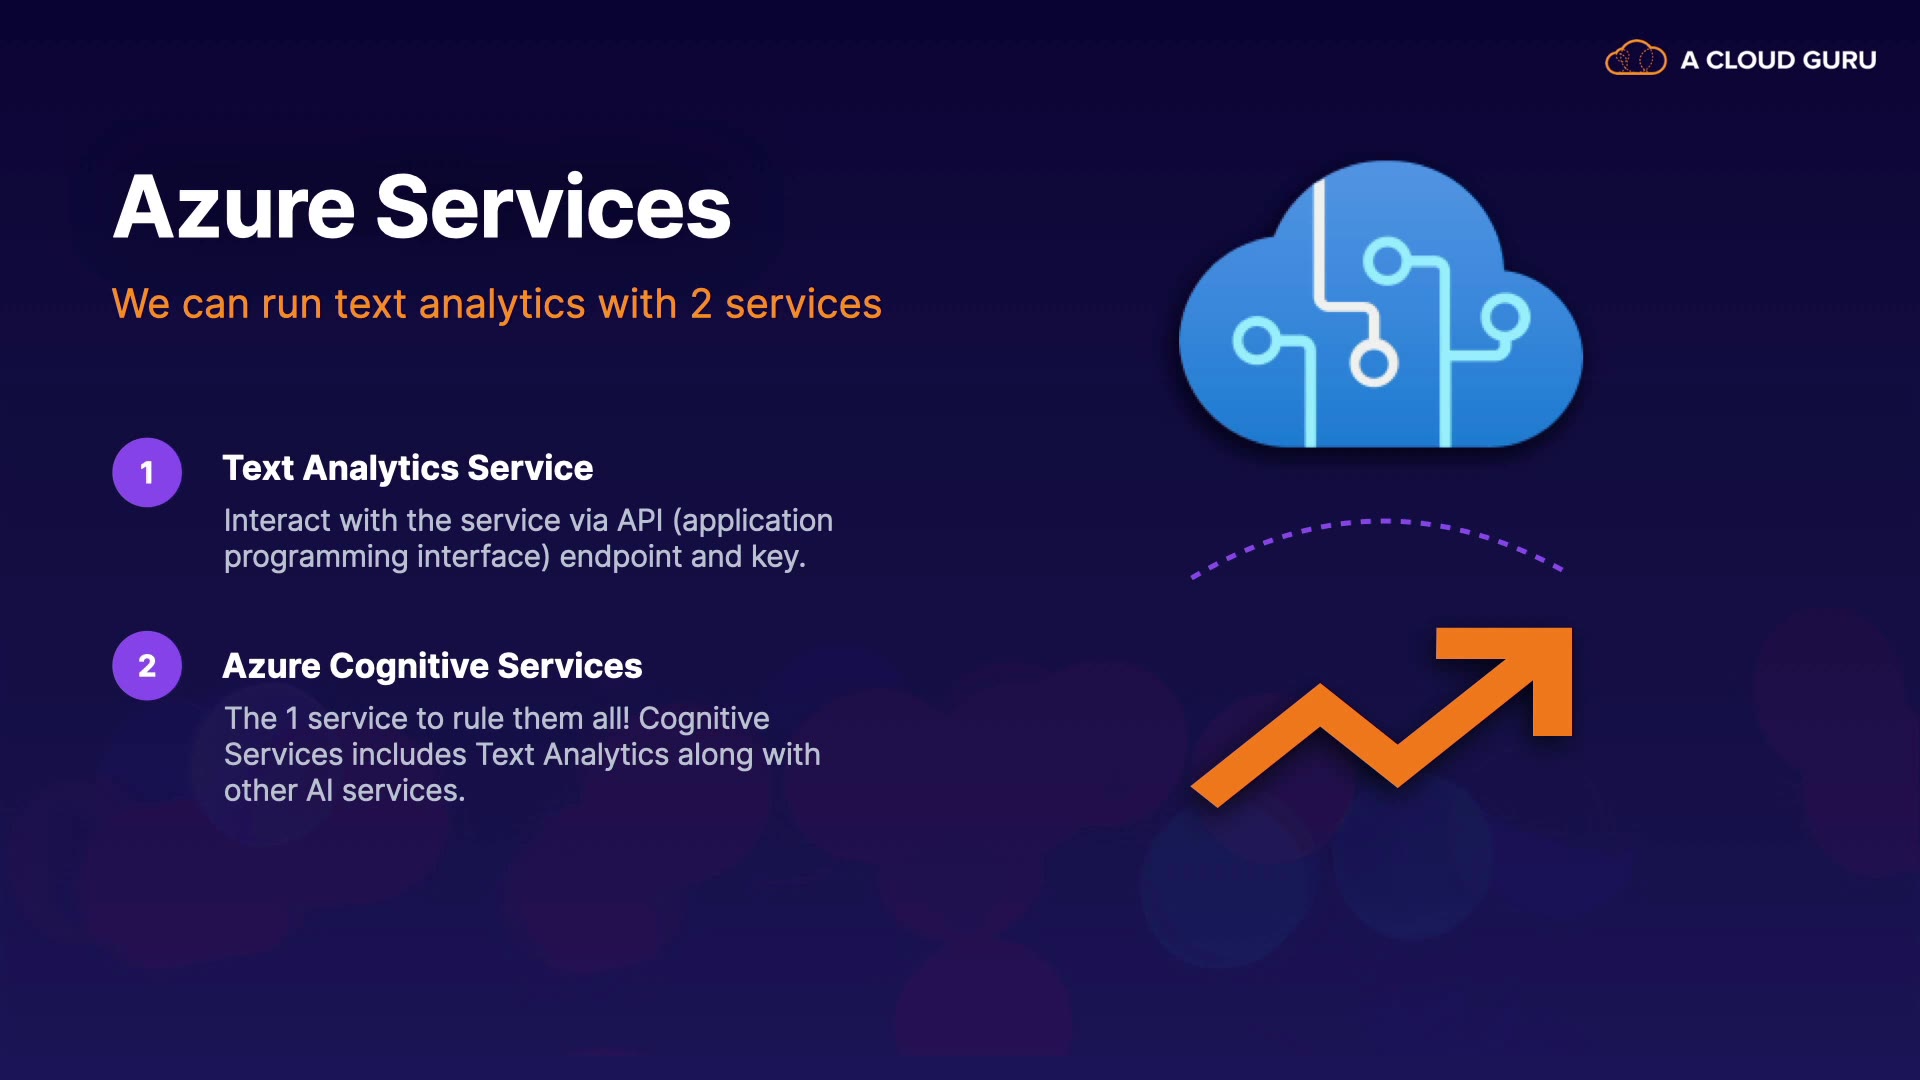 A CLOUD GURU
Azure Services
We can run text analytics with 2 services
1
Text Analytics Service
Interact with the service via API (application
programming interface) endpoint and key.
2
Azure Cognitive Services
The 1 service to rule them all! Cognitive
Services includes Text Analytics along with
other AI services.